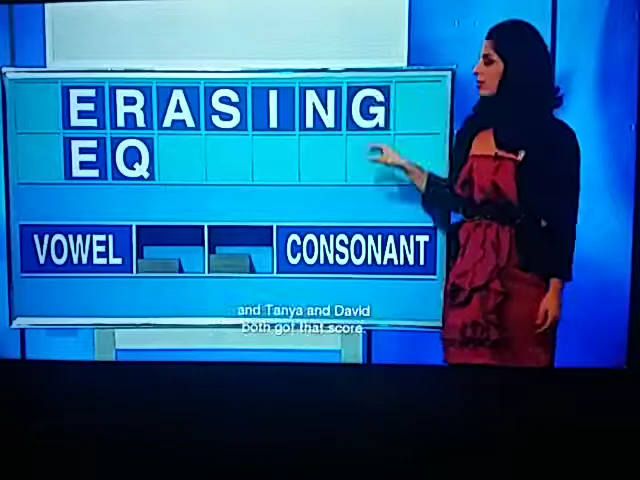 ERASING
EQ
VOWEL CONSONANT
and Tanya and David
both got that score.